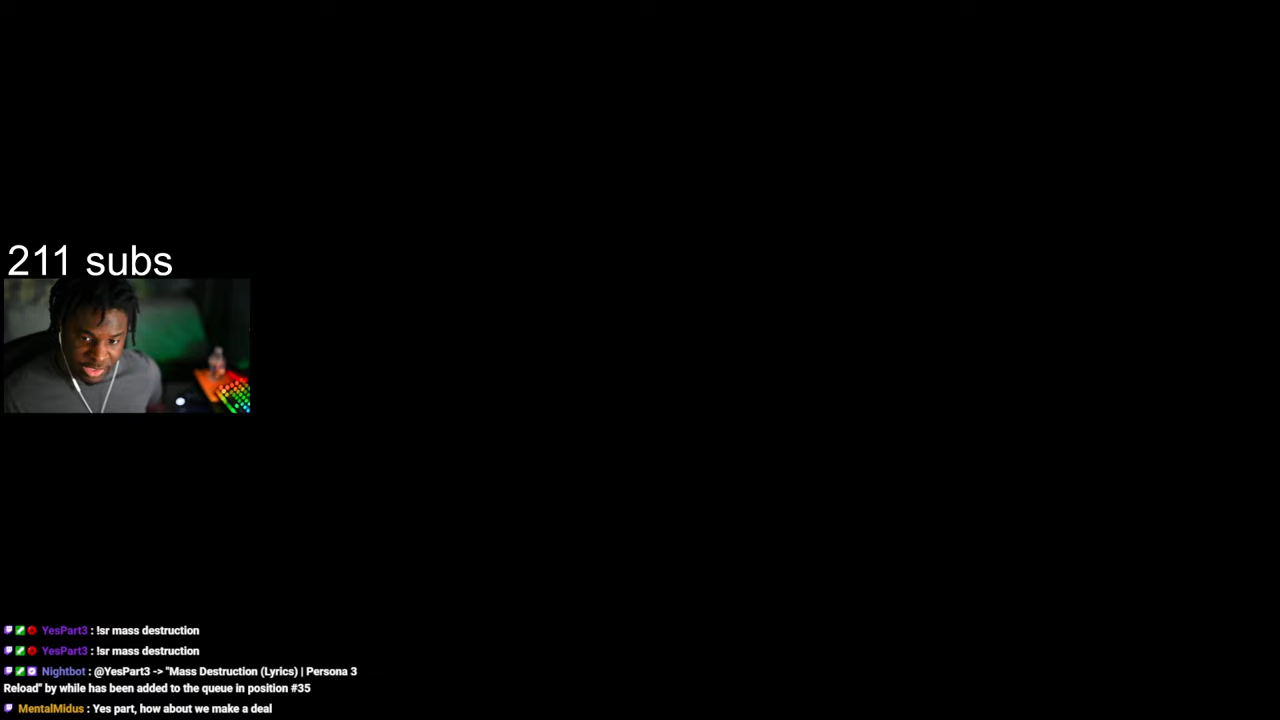 211 subs
YesPart3 : !sr mass destruction
YesPart3 : !sr mass destruction
Nightbot : @YesPart3 -> "Mass Destruction (Lyrics) | Persona 3
Reload" by while has been added to the queue in position #35
MentalMidus : Yes part, how about we make a deal